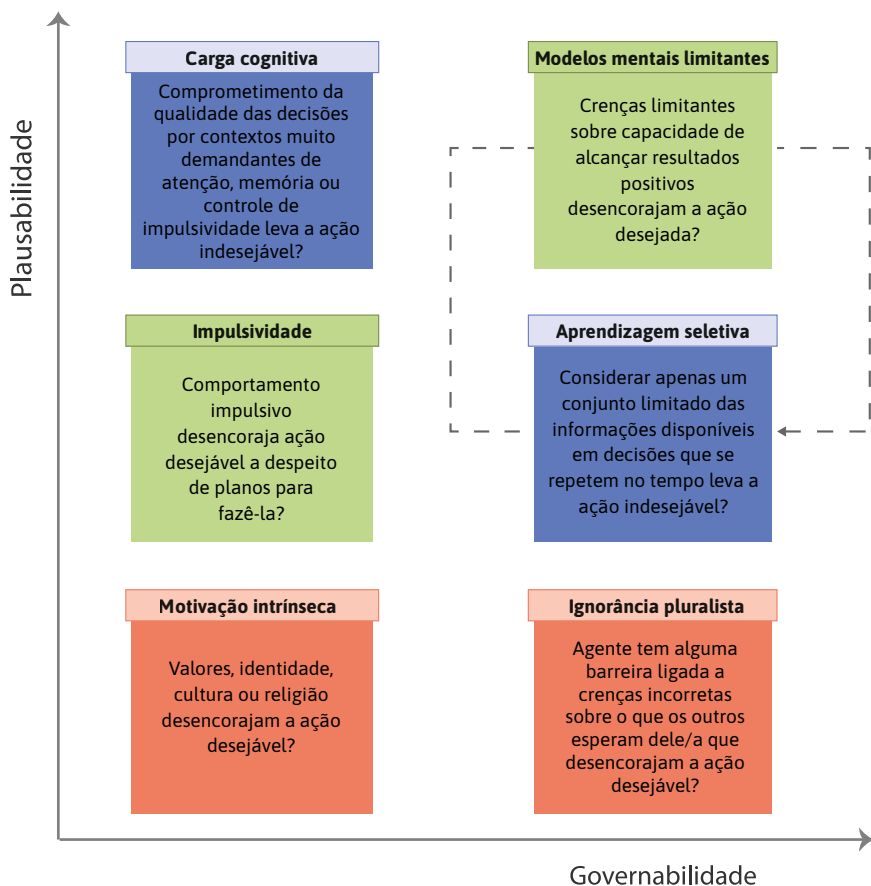 Plausabilidade
Carga cognitiva
Comprometimento da
qualidade das decisões
por contextos muito
demandantes de
atenção, memória ou
controle de
impulsividade leva a ação
indesejável?
Modelos mentais limitantes
Crenças limitantes
sobre capacidade de
alcançar resultados
positivos
desencorajam a ação
desejada?
Impulsividade
Comportamento
impulsivo
desencoraja ação
desejável a despeito
de planos para
fazê-la?
Aprendizagem seletiva
Considerar apenas um
conjunto limitado das
informações disponíveis
em decisões que se
repetem no tempo leva a
ação indesejável?
Motivação intrínseca
Valores, identidade,
cultura ou religião
desencorajam a ação
desejável?
Ignorância pluralista
Agente tem alguma
barreira ligada a
crenças incorretas
sobre o que os outros
esperam dele/a que
desencorajam a ação
desejável?
Governabilidade